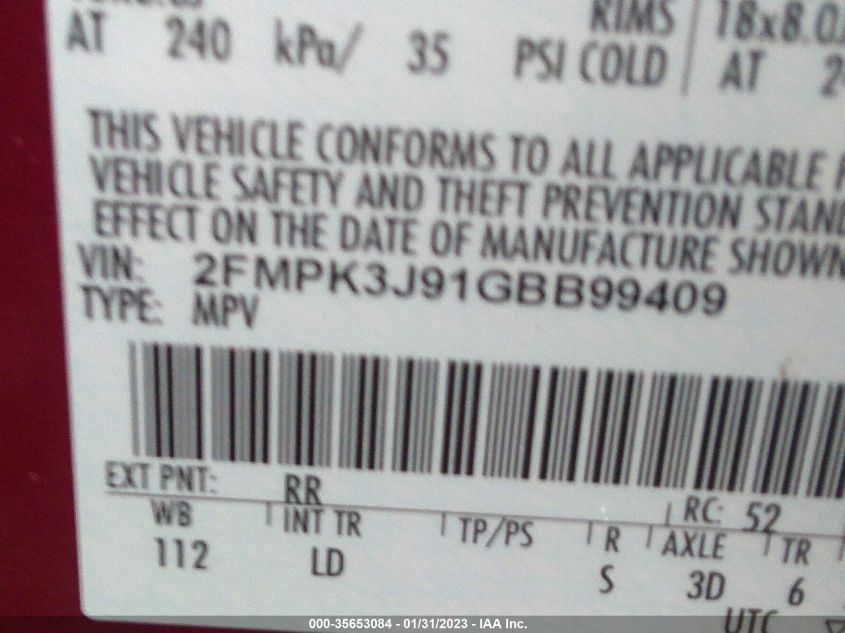 RIMS 18x8.0J
AT 240 kPa/ 35 PSI COLD AT
THIS VEHICLE CONFORMS TO ALL APPLICABLE
VEHICLE SAFETY AND THEFT PREVENTION STAND
EFFECT ON THE DATE OF MANUFACTURE SHOWN
VIN: 2FMPK3J91GBB99409
TYPE: MPV
EXT PNT: RR RC: 52
WB INT TR TP/PS R AXLE TR
112 LD S 3D 6
UTC
000-35653084 - 01/31/2023 - IAA Inc.